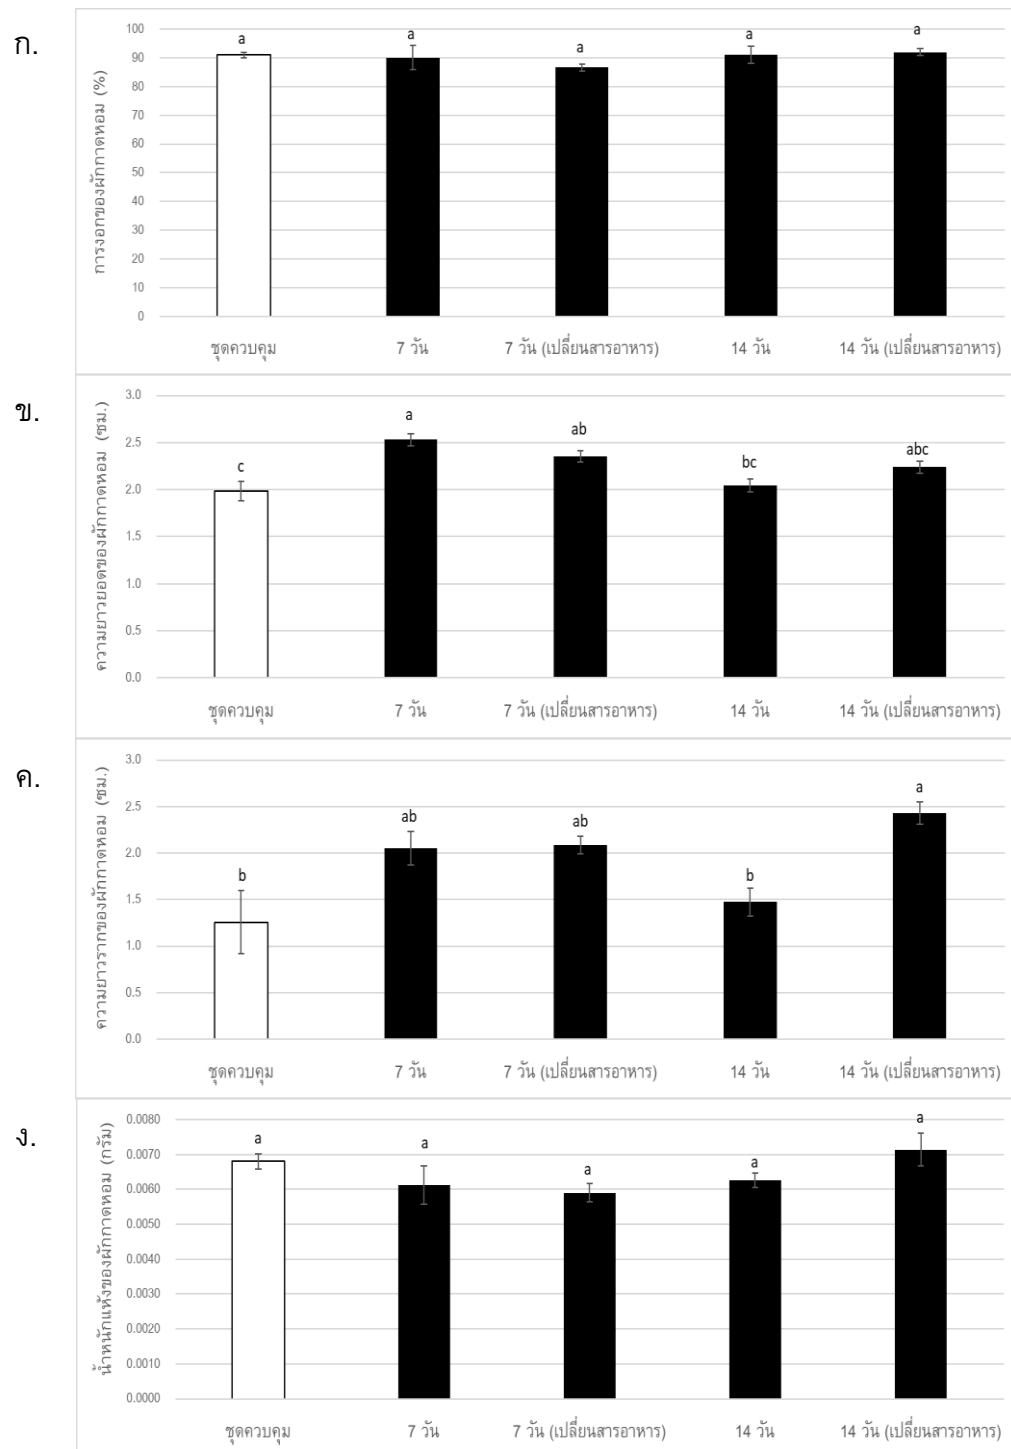 ก.
การงอกของผักกาดหอม (%)
100
90
80
70
60
50
40
30
20
10
0
a
a
a
a
a
ชุดควบคุม
7 วัน
7 วัน (เปลี่ยนสารอาหาร)
14 วัน
14 วัน (เปลี่ยนสารอาหาร)
ข.
ความยาวยอดของผักกาดหอม (ซม.)
3.0
2.5
2.0
1.5
1.0
0.5
0.0
c
a
ab
bc
abc
ชุดควบคุม
7 วัน
7 วัน (เปลี่ยนสารอาหาร)
14 วัน
14 วัน (เปลี่ยนสารอาหาร)
ค.
ความยาวรากของผักกาดหอม (ซม.)
3.0
2.5
2.0
1.5
1.0
0.5
0.0
b
ab
ab
b
a
ชุดควบคุม
7 วัน
7 วัน (เปลี่ยนสารอาหาร)
14 วัน
14 วัน (เปลี่ยนสารอาหาร)
ง.
น้ำหนักแห้งของผักกาดหอม (กรัม)
0.0080
0.0070
0.0060
0.0050
0.0040
0.0030
0.0020
0.0010
0.0000
a
a
a
a
a
ชุดควบคุม
7 วัน
7 วัน (เปลี่ยนสารอาหาร)
14 วัน
14 วัน (เปลี่ยนสารอาหาร)